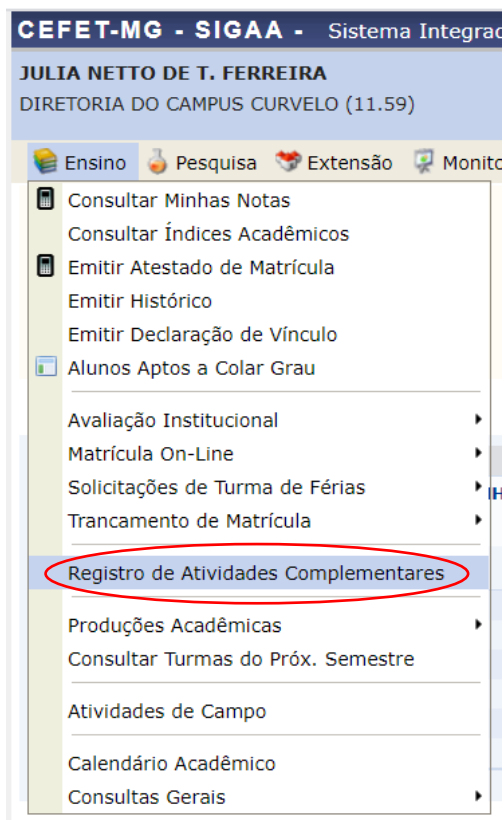 CEFET-MG - SIGAA - Sistema Integrad
JULIA NETTO DE T. FERREIRA
DIRETORIA DO CAMPUS CURVELO (11.59)
Ensino Pesquisa Extensão Monito
Consultar Minhas Notas
Consultar Índices Acadêmicos
Emitir Atestado de Matrícula
Emitir Histórico
Emitir Declaração de Vínculo
Alunos Aptos a Colar Grau
Avaliação Institucional
Matrícula On-Line
Solicitações de Turma de Férias
Trancamento de Matrícula
Registro de Atividades Complementares
Produções Acadêmicas
Consultar Turmas do Próx. Semestre
Atividades de Campo
Calendário Acadêmico
Consultas Gerais